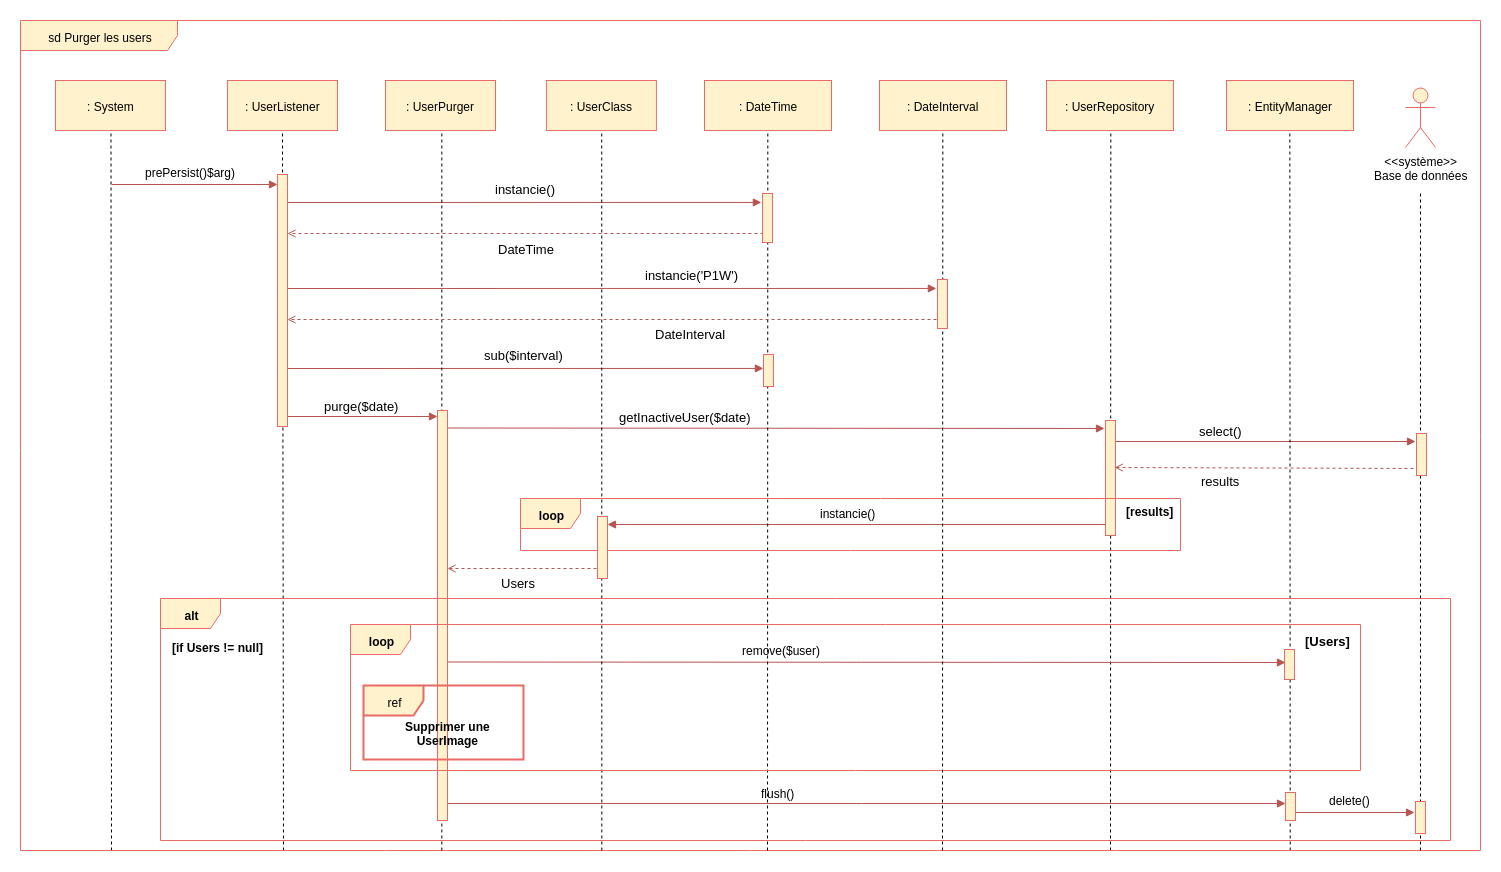 sd Purger les users
: System
: UserListener
: UserPurger
: UserClass
: DateTime
: DateInterval
: UserRepository
: EntityManager
<<système>>
Base de données
prePersist()$arg)
instancie()
DateTime
instancie('P1W')
DateInterval
sub($interval)
purge($date)
getInactiveUser($date)
select()
results
loop
instancie()
[results]
Users
alt
[if Users != null]
loop
[Users]
remove($user)
ref
Supprimer une
UserImage
flush()
delete()